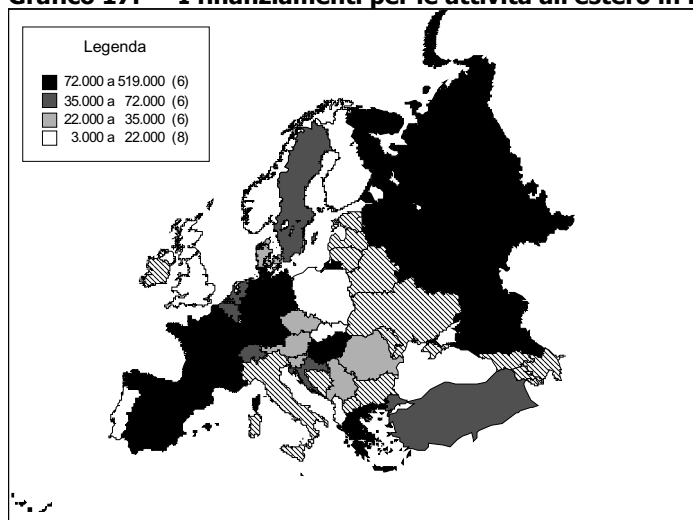 Grafico 17. I finanziamenti per le attività all'estero in
Legenda
72.000 a 519.000 (6)
35.000 a 72.000 (6)
22.000 a 35.000 (6)
3.000 a 22.000 (8)